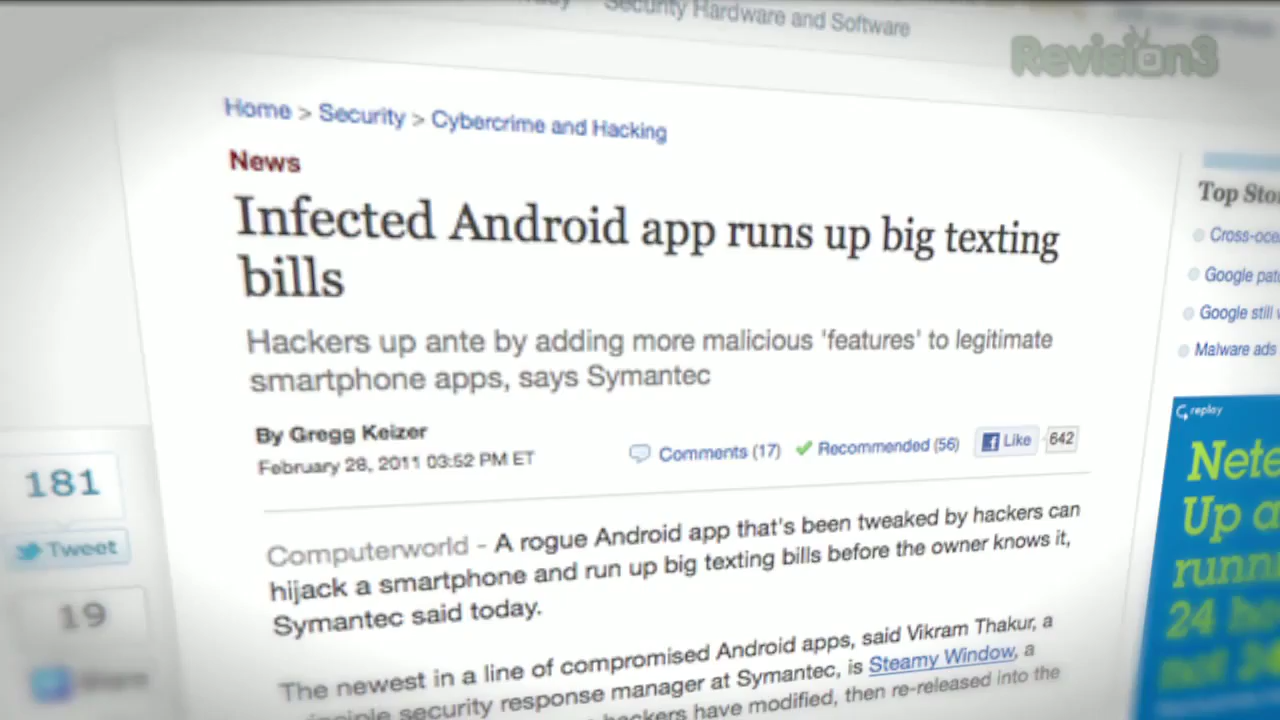 Security Hardware and Software
Revision3
Home > Security > Cybercrime and Hacking
News
Infected Android app runs up big texting
bills
Hackers up ante by adding more malicious 'features' to legitimate
smartphone apps, says Symantec
By Gregg Keizer
February 28, 2011 03:52 PM ET
Comments (17) Recommended (56) Like 642
Computerworld - A rogue Android app that's been tweaked by hackers can
hijack a smartphone and run up big texting bills before the owner knows it,
Symantec said today.
The newest in a line of compromised Android apps, said Vikram Thakur, a
security response manager at Symantec, is Steamy Window, a
hackers have modified, then re-released into the
181
Tweet
19
Share
Top
Google
Google still
Malware ads
replay
Up
24